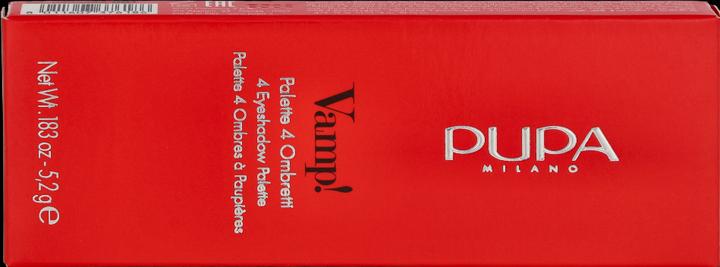 PUPA
MILANO
Vamp!
Palette 4 Ombretti
4 Eyeshadow Palette
Palette 4 Ombres à Paupières
Net Wt. .183 oz - 5,2 g e
EAC